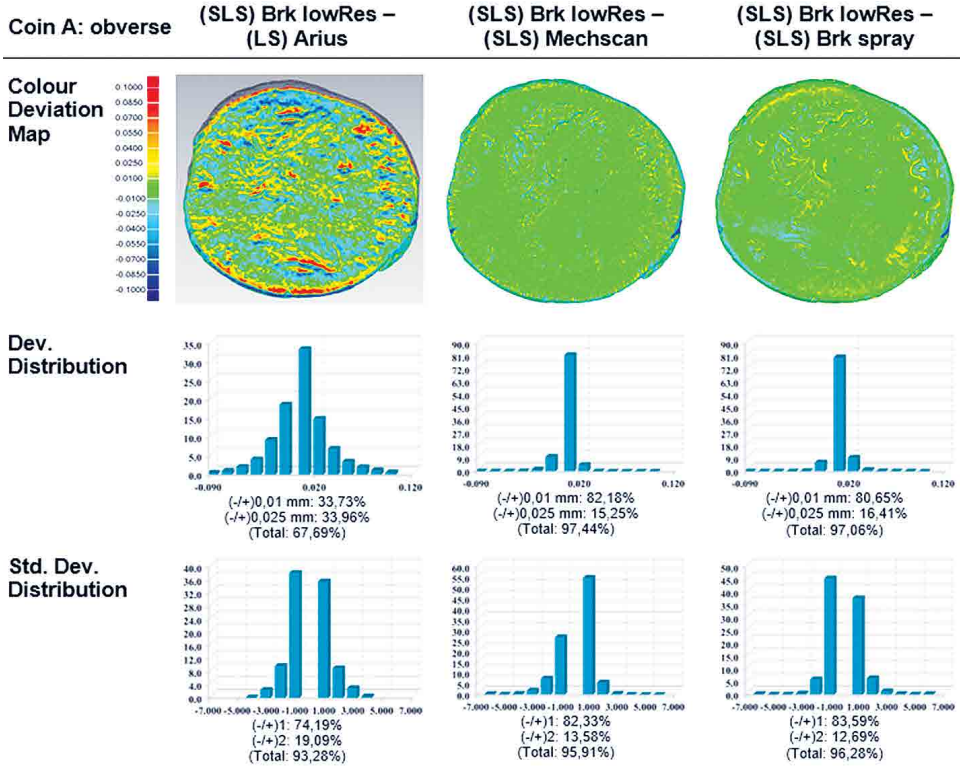 Coin A: obverse
(SLS) Brk lowRes –
(LS) Arius
(SLS) Brk lowRes –
(SLS) Mechscan
(SLS) Brk lowRes –
(SLS) Brk spray
Colour
Deviation
Map
0.1000
0.0850
0.0700
0.0550
0.0400
0.0250
0.0100
-0.0100
-0.0250
-0.0400
-0.0550
-0.0700
-0.0850
-0.1000
Dev.
Distribution
35.0
30.0
25.0
20.0
15.0
10.0
5.0
0.0
-0.090 0.020 0.120
(-/+)0,01 mm: 33,73%
(-/+)0,025 mm: 33,96%
(Total: 67,69%)
90.0
81.0
72.0
63.0
54.0
45.0
36.0
27.0
18.0
9.0
0.0
-0.090 0.020 0.120
(-/+)0,01 mm: 82,18%
(-/+)0,025 mm: 15,25%
(Total: 97,44%)
90.0
81.0
72.0
63.0
54.0
45.0
36.0
27.0
18.0
9.0
0.0
-0.090 0.020 0.120
(-/+)0,01 mm: 80,65%
(-/+)0,025 mm: 16,41%
(Total: 97,06%)
Std. Dev.
Distribution
40.0
36.0
32.0
28.0
24.0
20.0
16.0
12.0
8.0
4.0
0.0
-7.000 -5.000 -3.000 -1.000 1.000 3.000 5.000 7.000
(-/+)1: 74,19%
(-/+)2: 19,09%
(Total: 93,28%)
60.0
55.0
50.0
45.0
40.0
35.0
30.0
25.0
20.0
15.0
10.0
5.0
0.0
-7.000 -5.000 -3.000 -1.000 1.000 3.000 5.000 7.000
(-/+)1: 82,33%
(-/+)2: 13,58%
(Total: 95,91%)
50.0
45.0
40.0
35.0
30.0
25.0
20.0
15.0
10.0
5.0
0.0
-7.000 -5.000 -3.000 -1.000 1.000 3.000 5.000 7.000
(-/+)1: 83,59%
(-/+)2: 12,69%
(Total: 96,28%)